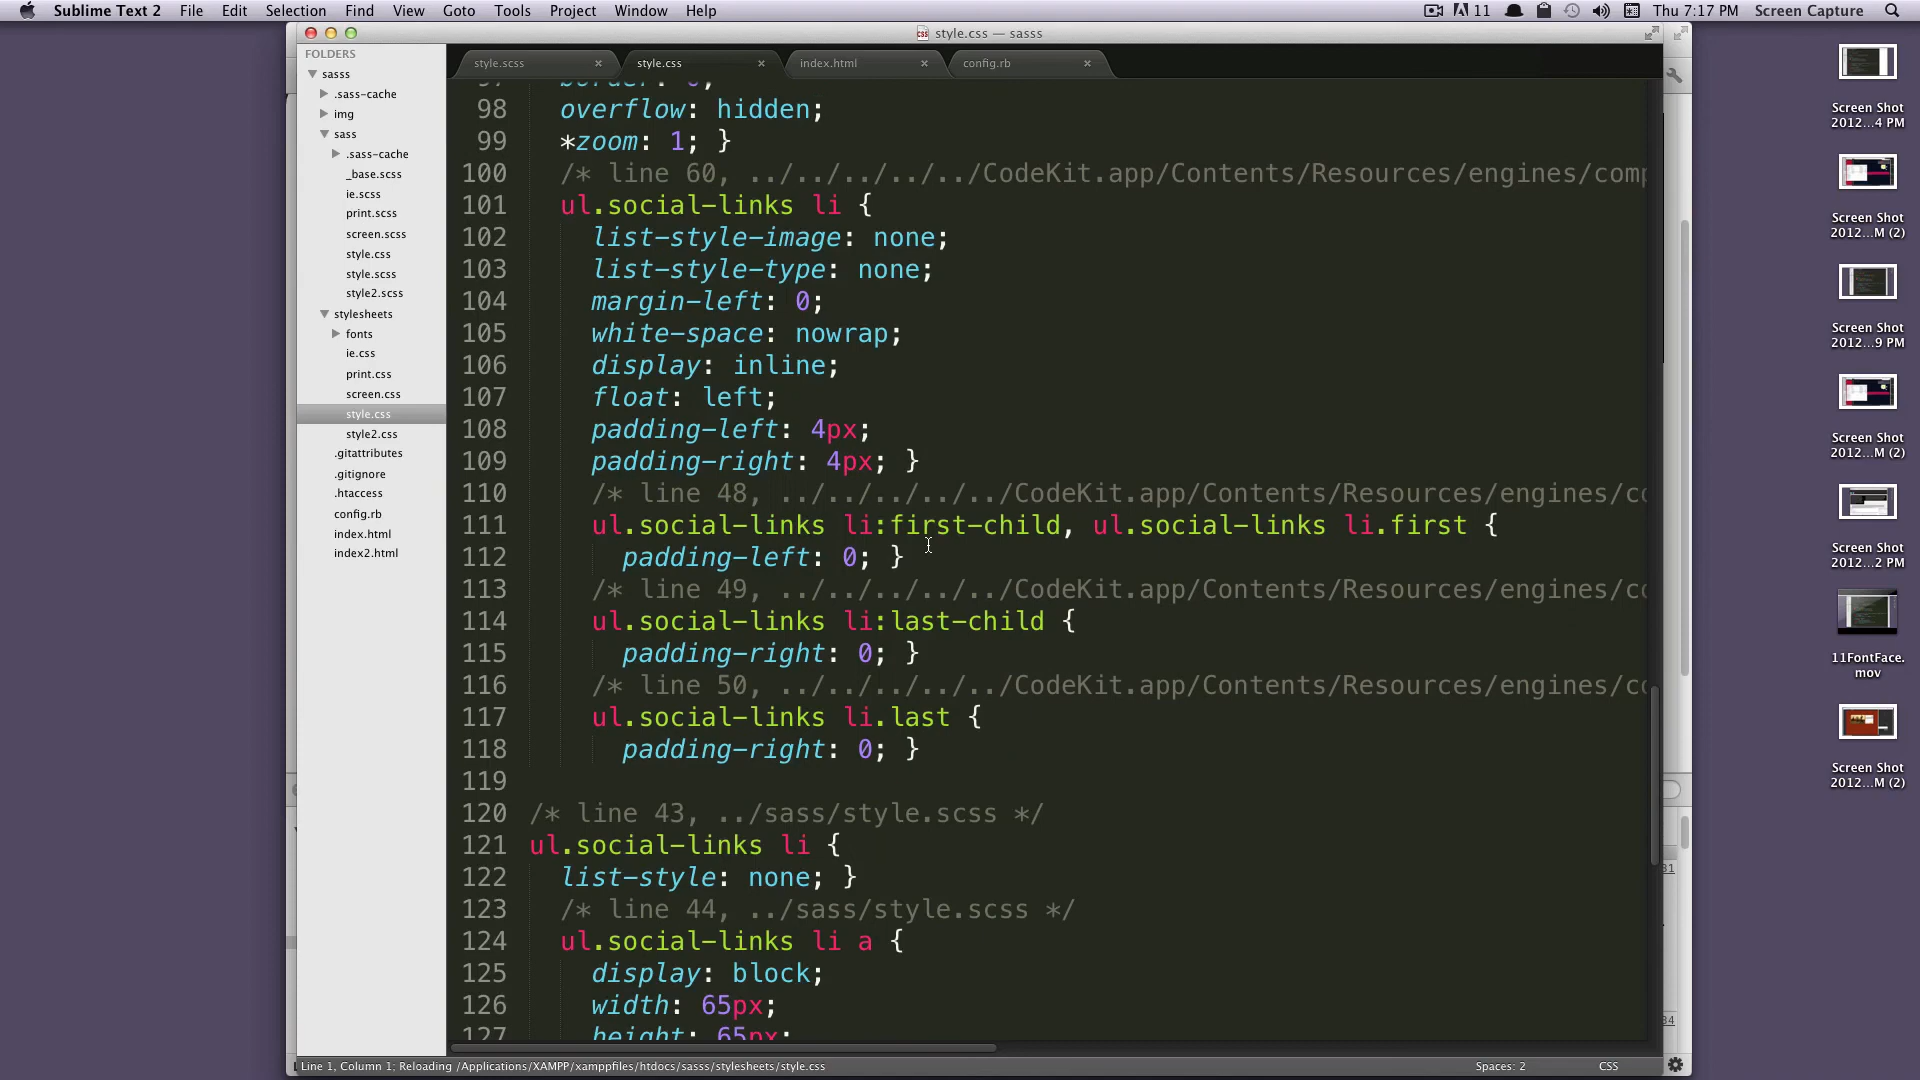 Sublime Text 2 File Edit Selection Find View Goto Tools Project Window Help 11 Thu 7:17 PM Screen Capture
style.css — sasss
FOLDERS
sasss
.sass-cache
img
sass
.sass-cache
_base.scss
ie.scss
print.scss
screen.scss
style.css
style.scss
style2.scss
stylesheets
fonts
ie.css
print.css
screen.css
style.css
style2.css
.gitattributes
.gitignore
.htaccess
config.rb
index.html
index2.html
style.scss style.css index.html config.rb
98 overflow: hidden;
99 *zoom: 1; }
100 /* line 60, ../../../../../CodeKit.app/Contents/Resources/engines/comp
101 ul.social-links li {
102 list-style-image: none;
103 list-style-type: none;
104 margin-left: 0;
105 white-space: nowrap;
106 display: inline;
107 float: left;
108 padding-left: 4px;
109 padding-right: 4px; }
110 /* line 48, ../../../../../CodeKit.app/Contents/Resources/engines/co
111 ul.social-links li:first-child, ul.social-links li.first {
112 padding-left: 0; }
113 /* line 49, ../../../../../CodeKit.app/Contents/Resources/engines/co
114 ul.social-links li:last-child {
115 padding-right: 0; }
116 /* line 50, ../../../../../CodeKit.app/Contents/Resources/engines/co
117 ul.social-links li.last {
118 padding-right: 0; }
119
120 /* line 43, ../sass/style.scss */
121 ul.social-links li {
122 list-style: none; }
123 /* line 44, ../sass/style.scss */
124 ul.social-links li a {
125 display: block;
126 width: 65px;
127 height: 65px;
Line 1, Column 1; Reloading /Applications/XAMPP/xamppfiles/htdocs/sasss/stylesheets/style.css Spaces: 2 CSS
Screen Shot
2012...4 PM
Screen Shot
2012...M (2)
Screen Shot
2012...9 PM
Screen Shot
2012...M (2)
Screen Shot
2012...2 PM
11FontFace.
mov
Screen Shot
2012...M (2)